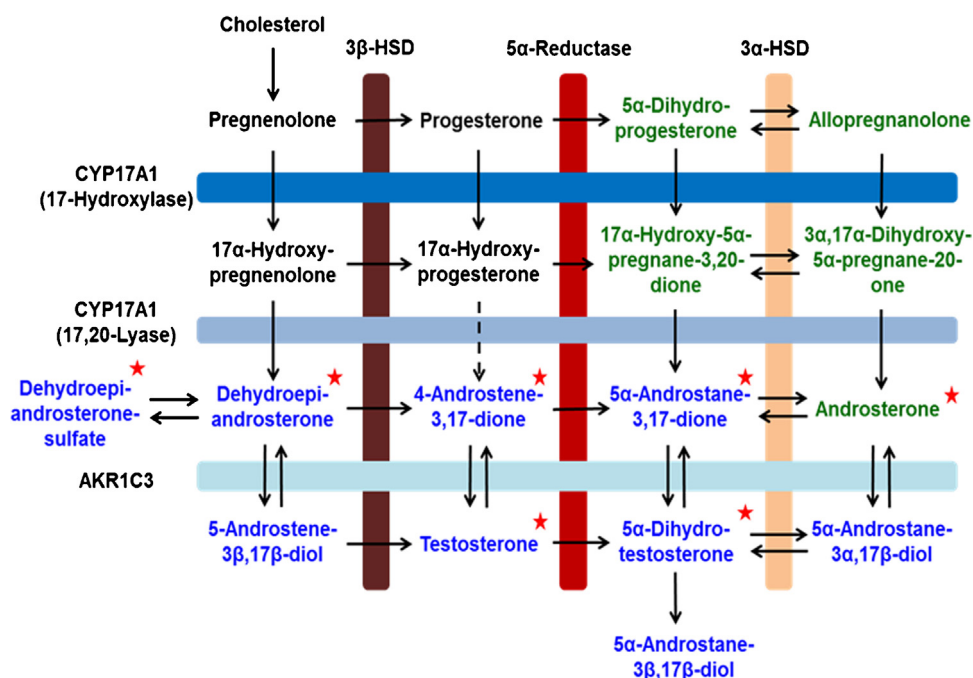 Cholesterol
3β-HSD
5α-Reductase
3α-HSD
Pregnenolone
Progesterone
5α-Dihydro-
progesterone
Allopregnanolone
CYP17A1
(17-Hydroxylase)
17α-Hydroxy-
pregnenolone
17α-Hydroxy-
progesterone
17α-Hydroxy-5α-
pregnane-3,20-
dione
3α,17α-Dihydroxy-
5α-pregnane-20-
one
CYP17A1
(17,20-Lyase)
Dehydroepi-
androsterone-
sulfate
Dehydroepi-
androsterone
4-Androstene-
3,17-dione
5α-Androstane-
3,17-dione
Androsterone
AKR1C3
5-Androstene-
3β,17β-diol
Testosterone
5α-Dihydro-
testosterone
5α-Androstane-
3α,17β-diol
5α-Androstane-
3β,17β-diol